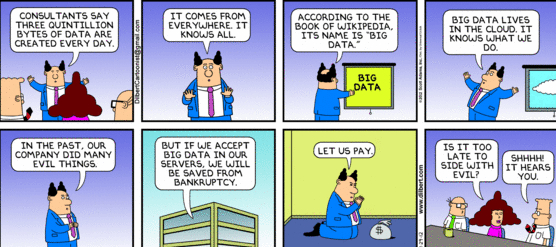 CONSULTANTS SAY
THREE QUINTILLION
BYTES OF DATA ARE
CREATED EVERY DAY.
DilbertCartoonist@gmail.com
IT COMES FROM
EVERYWHERE. IT
KNOWS ALL.
ACCORDING TO THE
BOOK OF WIKIPEDIA,
ITS NAME IS "BIG
DATA."
BIG
DATA
BIG DATA LIVES
IN THE CLOUD. IT
KNOWS WHAT WE
DO.
IN THE PAST, OUR
COMPANY DID MANY
EVIL THINGS.
BUT IF WE ACCEPT
BIG DATA IN OUR
SERVERS, WE WILL
BE SAVED FROM
BANKRUPTCY.
LET US PAY.
$
www.dilbert.com
IS IT TOO
LATE TO
SIDE WITH
EVIL?
SHHHH!
IT HEARS
YOU.